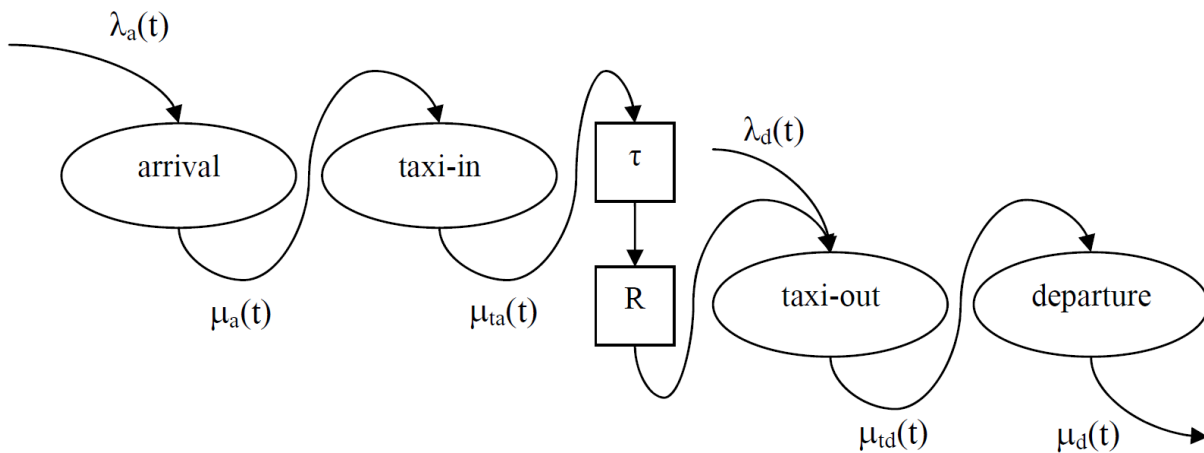 λa(t)
arrival
μa(t)
taxi-in
μta(t)
τ
R
λd(t)
taxi-out
μtd(t)
departure
μd(t)